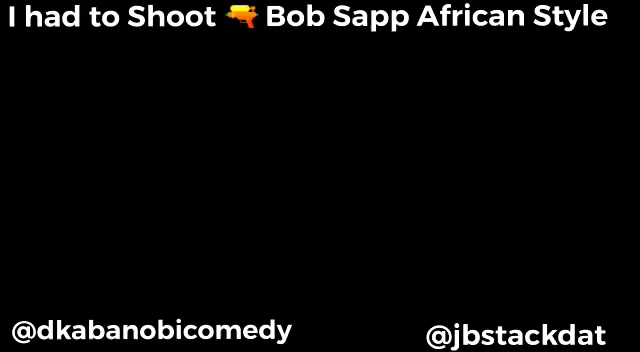 I had to Shoot 🔫 Bob Sapp African Style
@dkabanobicomedy
@jbstackdat